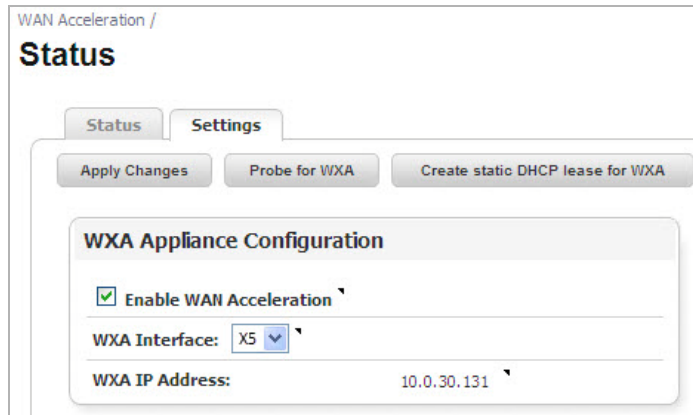 WAN Acceleration /
Status
Status Settings
Apply Changes Probe for WXA Create static DHCP lease for WXA
WXA Appliance Configuration
Enable WAN Acceleration
WXA Interface: X5
WXA IP Address: 10.0.30.131